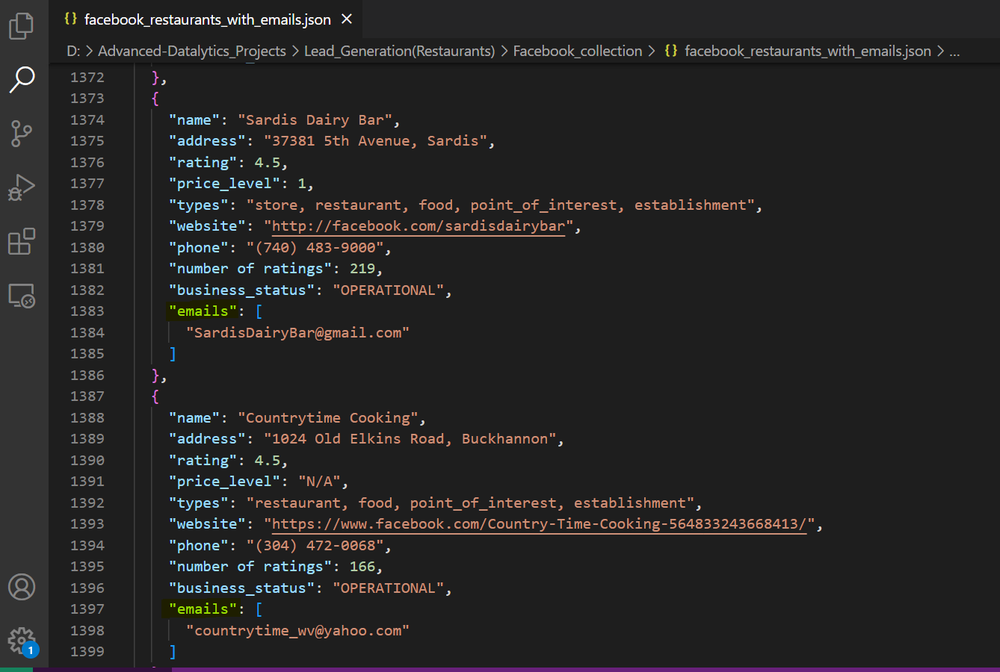 {} facebook_restaurants_with_emails.json ×
D: > Advanced-Datalytics_Projects > Lead_Generation(Restaurants) > Facebook_collection > {} facebook_restaurants_with_emails.json > ...
1372 },
1373 {
1374 "name": "Sardis Dairy Bar",
1375 "address": "37381 5th Avenue, Sardis",
1376 "rating": 4.5,
1377 "price_level": 1,
1378 "types": "store, restaurant, food, point_of_interest, establishment",
1379 "website": "http://facebook.com/sardisdairybar",
1380 "phone": "(740) 483-9000",
1381 "number of ratings": 219,
1382 "business_status": "OPERATIONAL",
1383 "emails": [
1384 "SardisDairyBar@gmail.com"
1385 ]
1386 },
1387 {
1388 "name": "Countrytime Cooking",
1389 "address": "1024 Old Elkins Road, Buckhannon",
1390 "rating": 4.5,
1391 "price_level": "N/A",
1392 "types": "restaurant, food, point_of_interest, establishment",
1393 "website": "https://www.facebook.com/Country-Time-Cooking-564833243668413/",
1394 "phone": "(304) 472-0068",
1395 "number of ratings": 166,
1396 "business_status": "OPERATIONAL",
1397 "emails": [
1398 "countrytime_wv@yahoo.com"
1399 ]
1